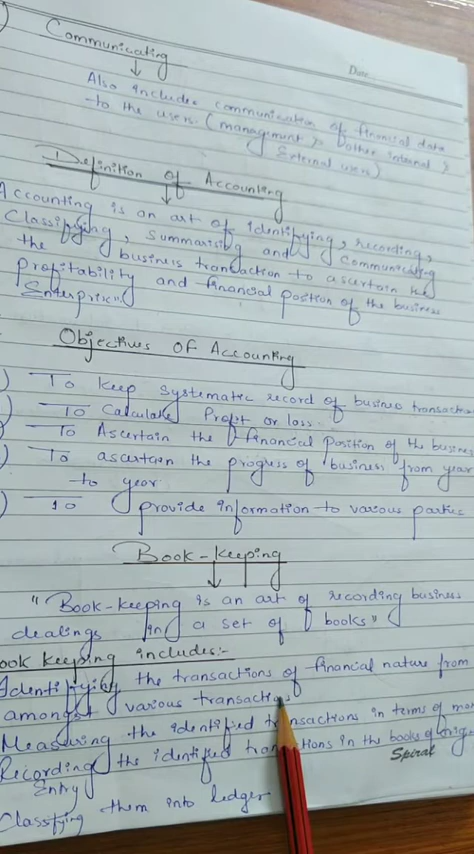 Communicating
Date
Also includes communication of financial data
to the users. (management, other internal,
External users)
Definition of Accounting
Accounting is an art of identifying, recording,
Classifying, summarising and communicating
the business transaction to ascertain the
profitability and financial position of the business
Enterprise"
Objectives OF Accounting
To keep systematic record of business transaction
To Calculate Profit or loss.
To Ascertain the financial position of the business
To ascertain the progress of business from year
to year.
To provide information to various parties
Book-keeping
"Book-keeping is an art of recording business
dealings in a set of books"
Book keeping includes:-
Identifying the transactions of financial nature from
amongst various transactions
Measuring the identified transactions in terms of
Recording the identified transactions in the books of
Spiral
Entry
Classifying them into ledger